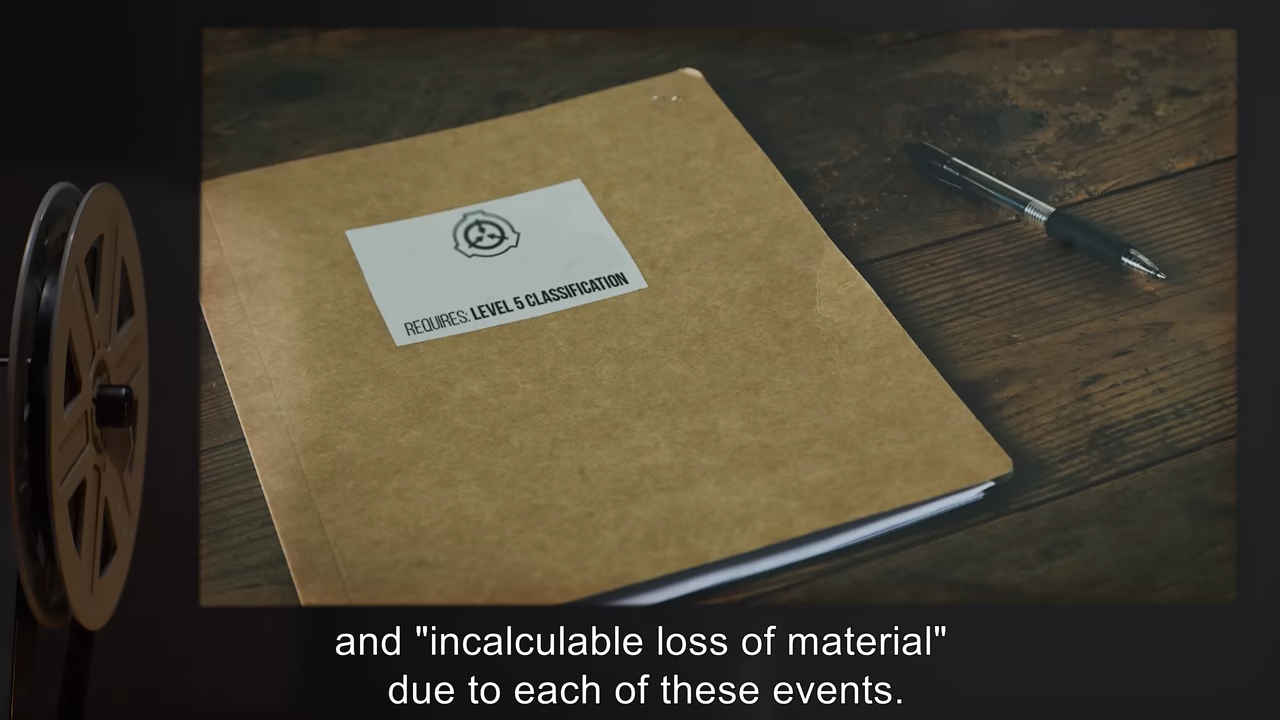 REQUIRES: LEVEL 5 CLASSIFICATION
and "incalculable loss of material"
due to each of these events.